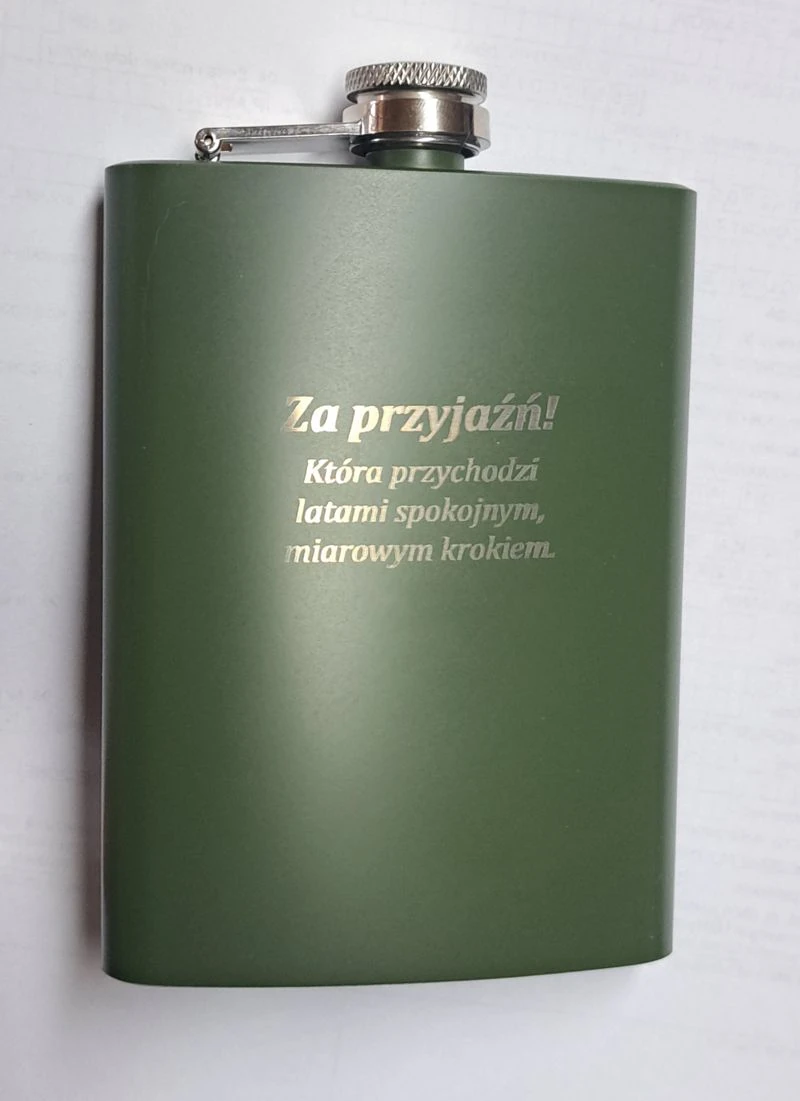 Za przyjaźń!
Która przychodzi
latami spokojnym,
miarowym krokiem.